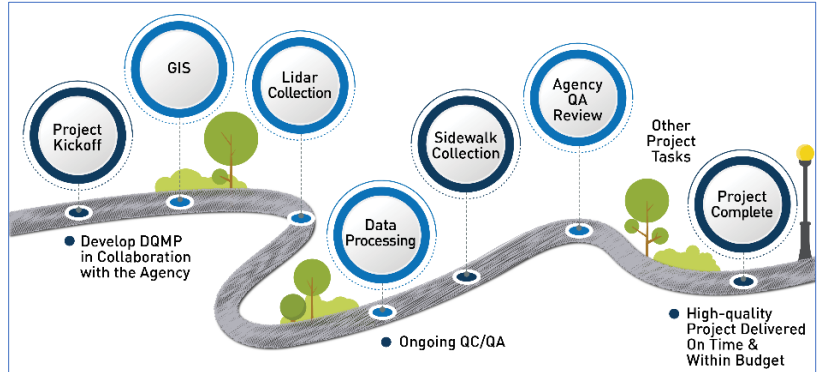 Project
Kickoff
GIS
Lidar
Collection
Data
Processing
Sidewalk
Collection
Agency
QA
Review
Other
Project
Tasks
Project
Complete
Develop DQMP
in Collaboration
with the Agency
Ongoing QC/QA
High-quality
Project Delivered
On Time &
Within Budget